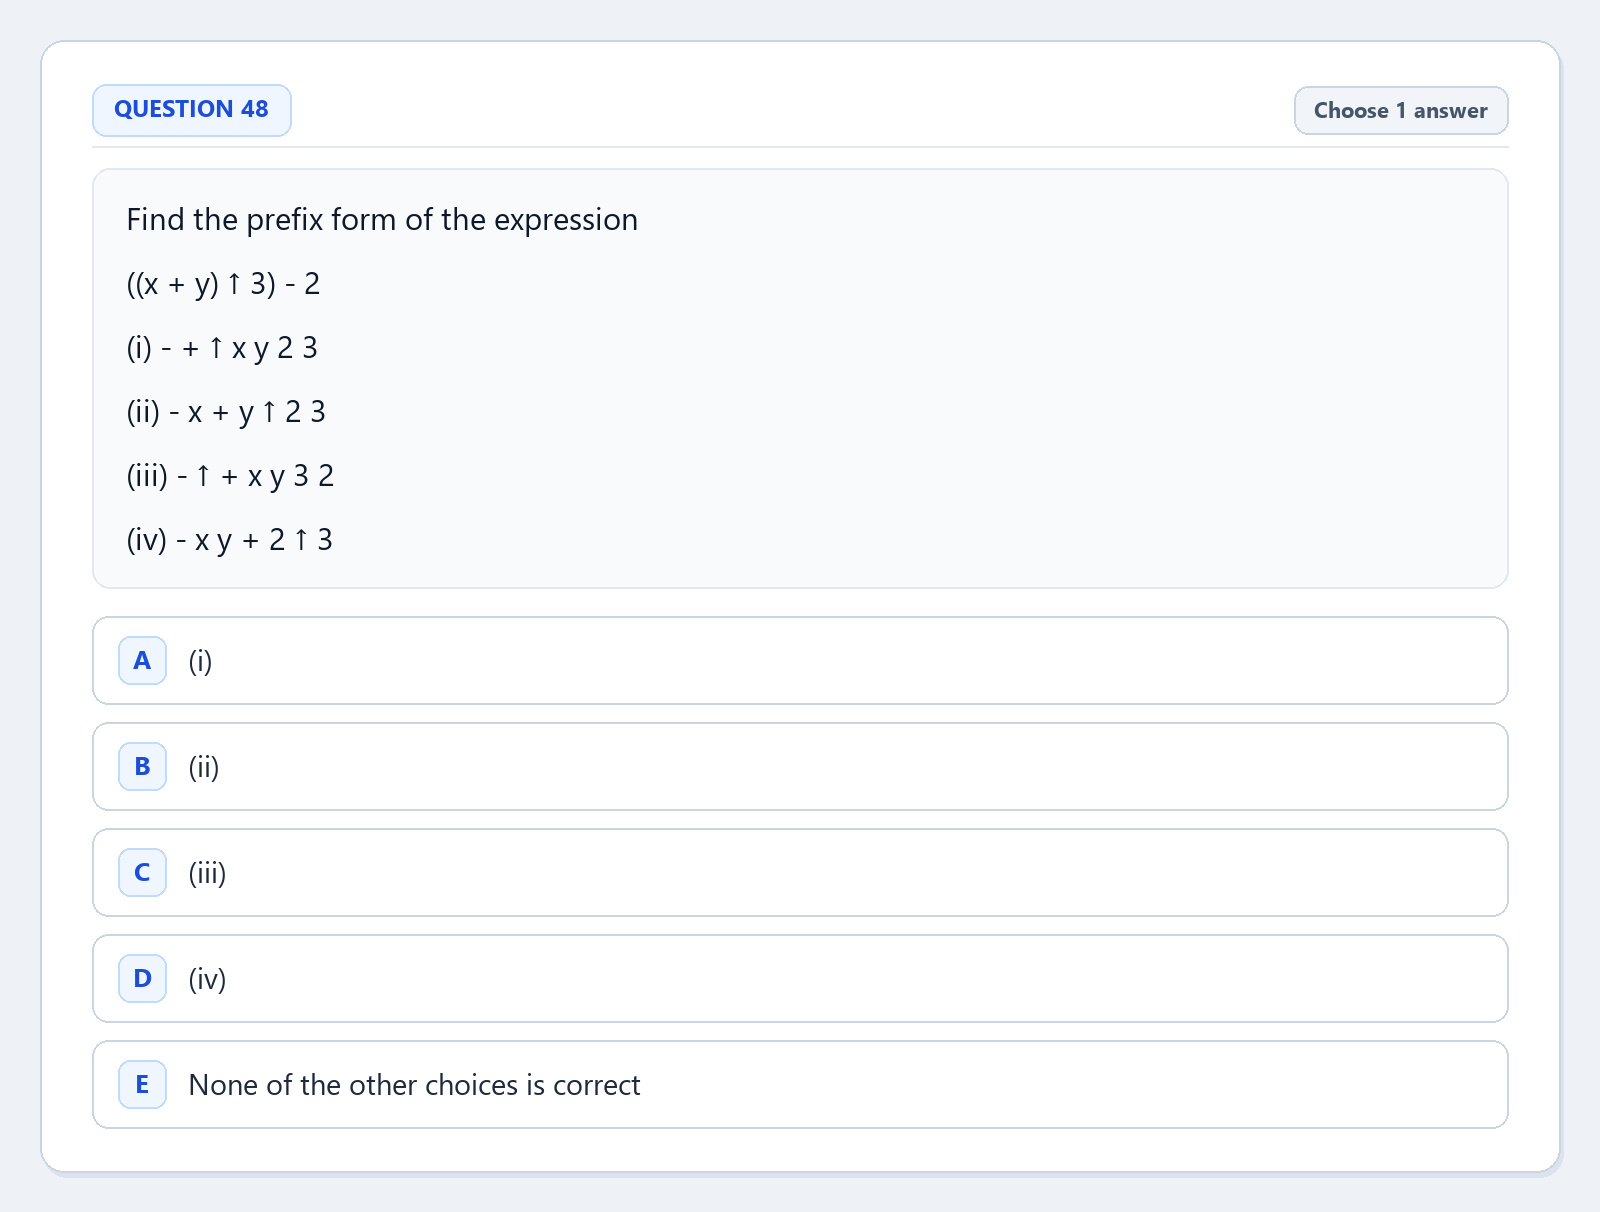 QUESTION 48
Choose 1 answer
Find the prefix form of the expression
((x + y) ↑ 3) - 2
(i) - + ↑ x y 2 3
(ii) - x + y ↑ 2 3
(iii) - ↑ + x y 3 2
(iv) - x y + 2 ↑ 3
A (i)
B (ii)
C (iii)
D (iv)
E None of the other choices is correct